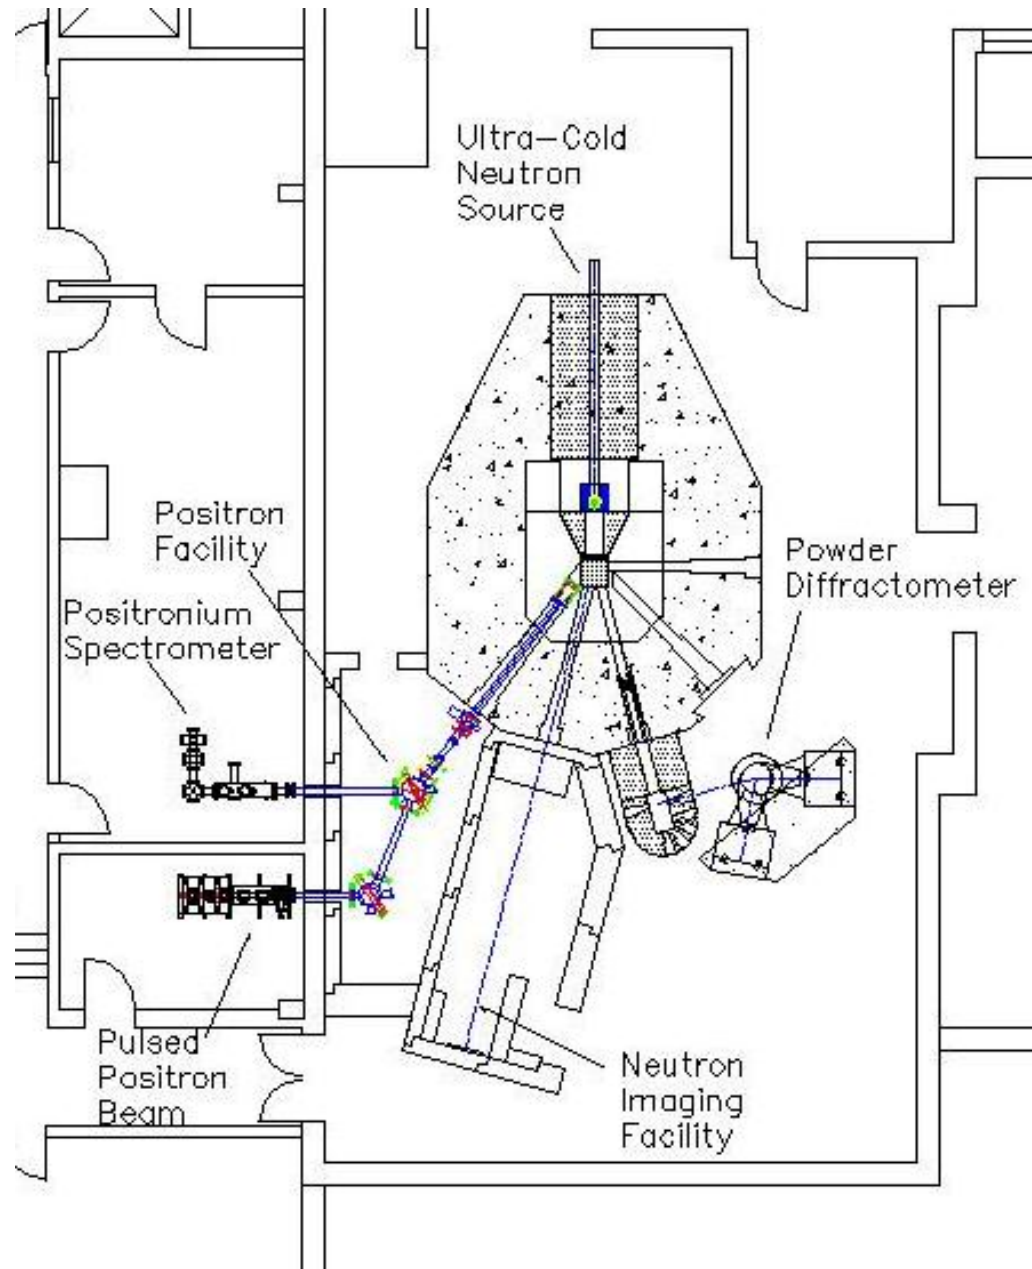 Ultra-Cold
Neutron
Source
Positron
Facility
Powder
Diffractometer
Positronium
Spectrometer
Pulsed
Positron
Beam
Neutron
Imaging
Facility